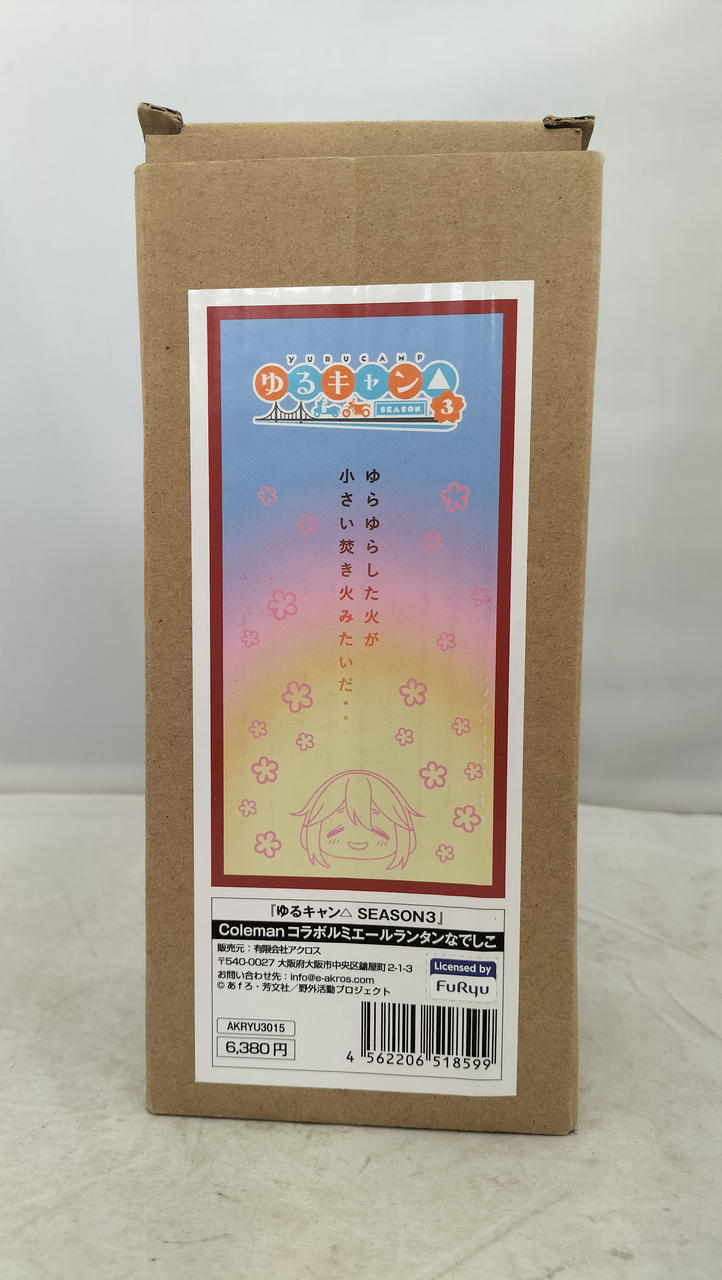 YURUCAMP
ゆるキャン△
SEASON 3
ゆらゆらした火が
小さい焚き火みたいだ・・・
『ゆるキャン△ SEASON3』
Colemanコラボルミエールランタンなでしこ
販売元：有限会社アクロス
〒540-0027 大阪府大阪市中央区鎗屋町2-1-3
お問い合わせ先：info@e-akros.com
©あfろ・芳文社／野外活動プロジェクト
Licensed by
FuRyu
AKRYU3015
6,380円
4 562206 518599